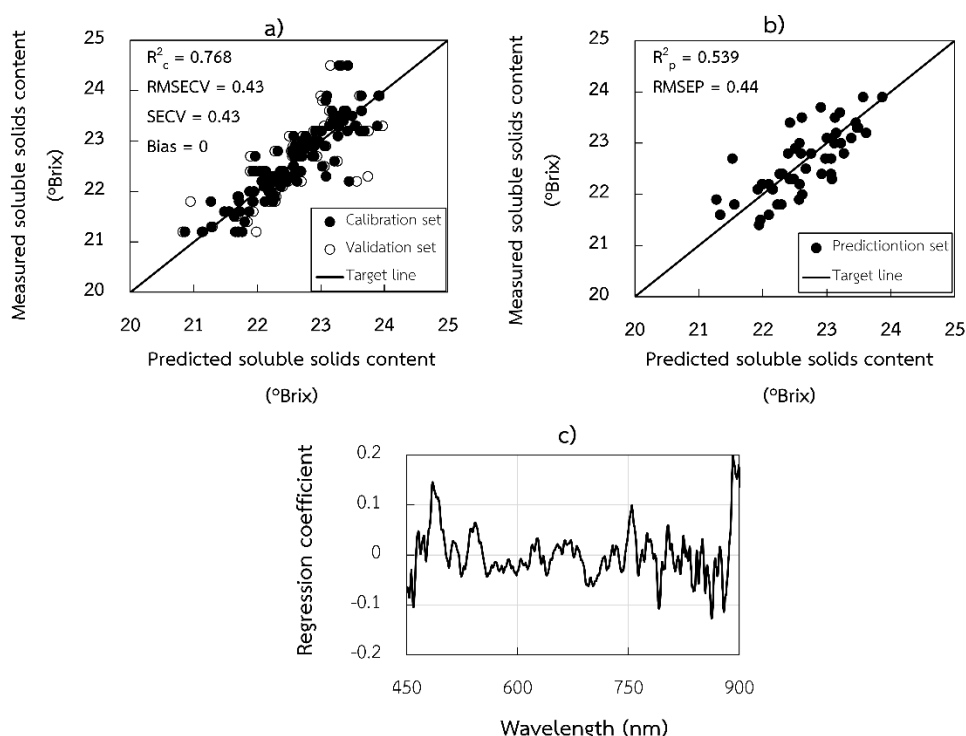 a)
Measured soluble solids content
(ºBrix)
25
24
23
22
21
20
R²c = 0.768
RMSECV = 0.43
SECV = 0.43
Bias = 0
Calibration set
Validation set
Target line
20 21 22 23 24 25
Predicted soluble solids content
(ºBrix)
b)
Measured soluble solids content
(ºBrix)
25
24
23
22
21
20
R²p = 0.539
RMSEP = 0.44
Predictiontion set
Target line
20 21 22 23 24 25
Predicted soluble solids content
(ºBrix)
c)
Regression coefficient
0.2
0.1
0
-0.1
-0.2
450 600 750 900
Wavelength (nm)